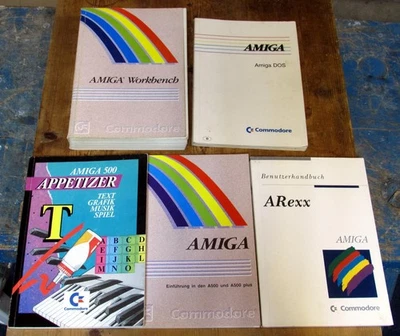 AMIGA Workbench
Commodore
AMIGA
Amiga DOS
Commodore
AMIGA 500
APPETIZER
TEXT
GRAFIK
MUSIK
SPIEL
T
A B C D
E F G H
I J K L
M N O
AMIGA
Einführung in den A500 und A500 plus
Commodore
Benutzerhandbuch
ARexx
AMIGA
Commodore